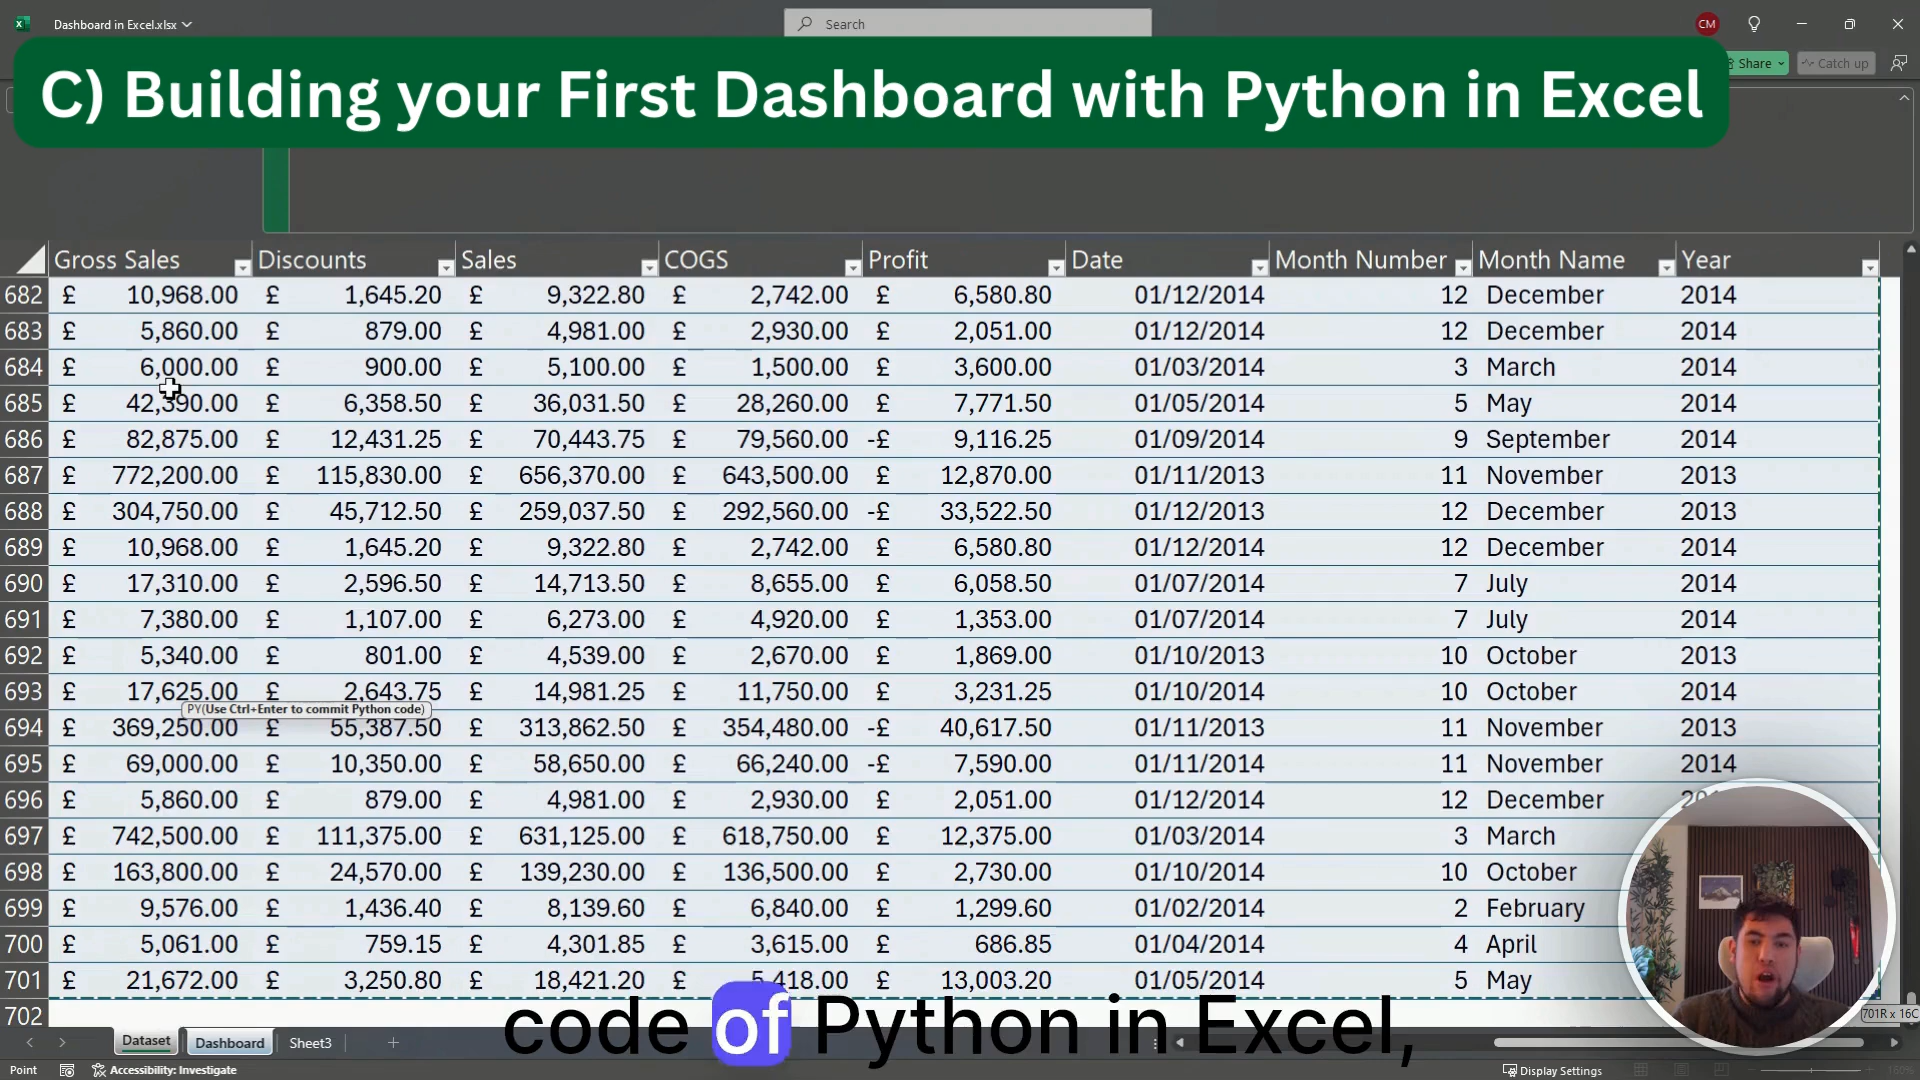 Dashboard in Excel.xlsx
Search
CM
C) Building your First Dashboard with Python in Excel
Share
Catch up
Gross Sales Discounts Sales COGS Profit Date Month Number Month Name Year
682 £ 10,968.00 £ 1,645.20 £ 9,322.80 £ 2,742.00 £ 6,580.80 01/12/2014 12 December 2014
683 £ 5,860.00 £ 879.00 £ 4,981.00 £ 2,930.00 £ 2,051.00 01/12/2014 12 December 2014
684 £ 6,000.00 £ 900.00 £ 5,100.00 £ 1,500.00 £ 3,600.00 01/03/2014 3 March 2014
685 £ 42,390.00 £ 6,358.50 £ 36,031.50 £ 28,260.00 £ 7,771.50 01/05/2014 5 May 2014
686 £ 82,875.00 £ 12,431.25 £ 70,443.75 £ 79,560.00 -£ 9,116.25 01/09/2014 9 September 2014
687 £ 772,200.00 £ 115,830.00 £ 656,370.00 £ 643,500.00 £ 12,870.00 01/11/2013 11 November 2013
688 £ 304,750.00 £ 45,712.50 £ 259,037.50 £ 292,560.00 -£ 33,522.50 01/12/2013 12 December 2013
689 £ 10,968.00 £ 1,645.20 £ 9,322.80 £ 2,742.00 £ 6,580.80 01/12/2014 12 December 2014
690 £ 17,310.00 £ 2,596.50 £ 14,713.50 £ 8,655.00 £ 6,058.50 01/07/2014 7 July 2014
691 £ 7,380.00 £ 1,107.00 £ 6,273.00 £ 4,920.00 £ 1,353.00 01/07/2014 7 July 2014
692 £ 5,340.00 £ 801.00 £ 4,539.00 £ 2,670.00 £ 1,869.00 01/10/2013 10 October 2013
693 £ 17,625.00 £ 2,643.75 £ 14,981.25 £ 11,750.00 £ 3,231.25 01/10/2014 10 October 2014
PY(Use Ctrl+Enter to commit Python code)
694 £ 369,250.00 £ 55,387.50 £ 313,862.50 £ 354,480.00 -£ 40,617.50 01/11/2013 11 November 2013
695 £ 69,000.00 £ 10,350.00 £ 58,650.00 £ 66,240.00 -£ 7,590.00 01/11/2014 11 November 2014
696 £ 5,860.00 £ 879.00 £ 4,981.00 £ 2,930.00 £ 2,051.00 01/12/2014 12 December
697 £ 742,500.00 £ 111,375.00 £ 631,125.00 £ 618,750.00 £ 12,375.00 01/03/2014 3 March
698 £ 163,800.00 £ 24,570.00 £ 139,230.00 £ 136,500.00 £ 2,730.00 01/10/2014 10 October
699 £ 9,576.00 £ 1,436.40 £ 8,139.60 £ 6,840.00 £ 1,299.60 01/02/2014 2 February
700 £ 5,061.00 £ 759.15 £ 4,301.85 £ 3,615.00 £ 686.85 01/04/2014 4 April
701 £ 21,672.00 £ 3,250.80 £ 18,421.20 £ 5,418.00 £ 13,003.20 01/05/2014 5 May
702
701R x 16C
code of Python in Excel,
Dataset Dashboard Sheet3
Point Accessibility: Investigate Display Settings